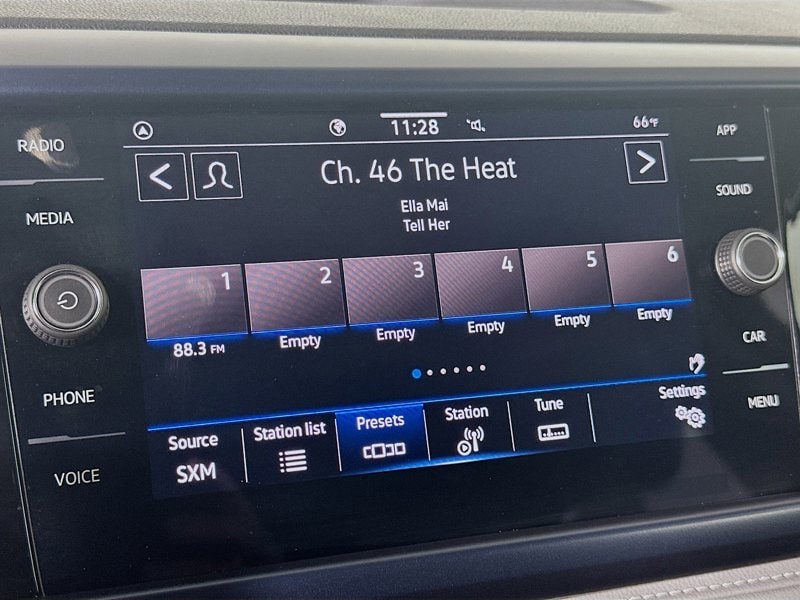 RADIO
MEDIA
PHONE
VOICE
11:28
66°F
Ch. 46 The Heat
Ella Mai
Tell Her
1
2
3
4
5
6
88.3 FM
Empty
Empty
Empty
Empty
Empty
Source
SXM
Station list
Presets
Station
Tune
Settings
APP
SOUND
CAR
MENU